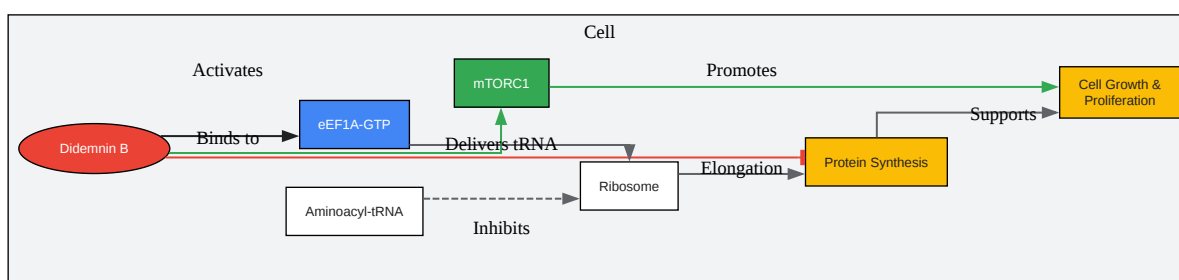 Cell
Activates
mTORC1
Promotes
Cell Growth &
Proliferation
eEF1A-GTP
Binds to
Didemnin B
Delivers tRNA
Supports
Protein Synthesis
Elongation
Ribosome
Aminoacyl-tRNA
Inhibits